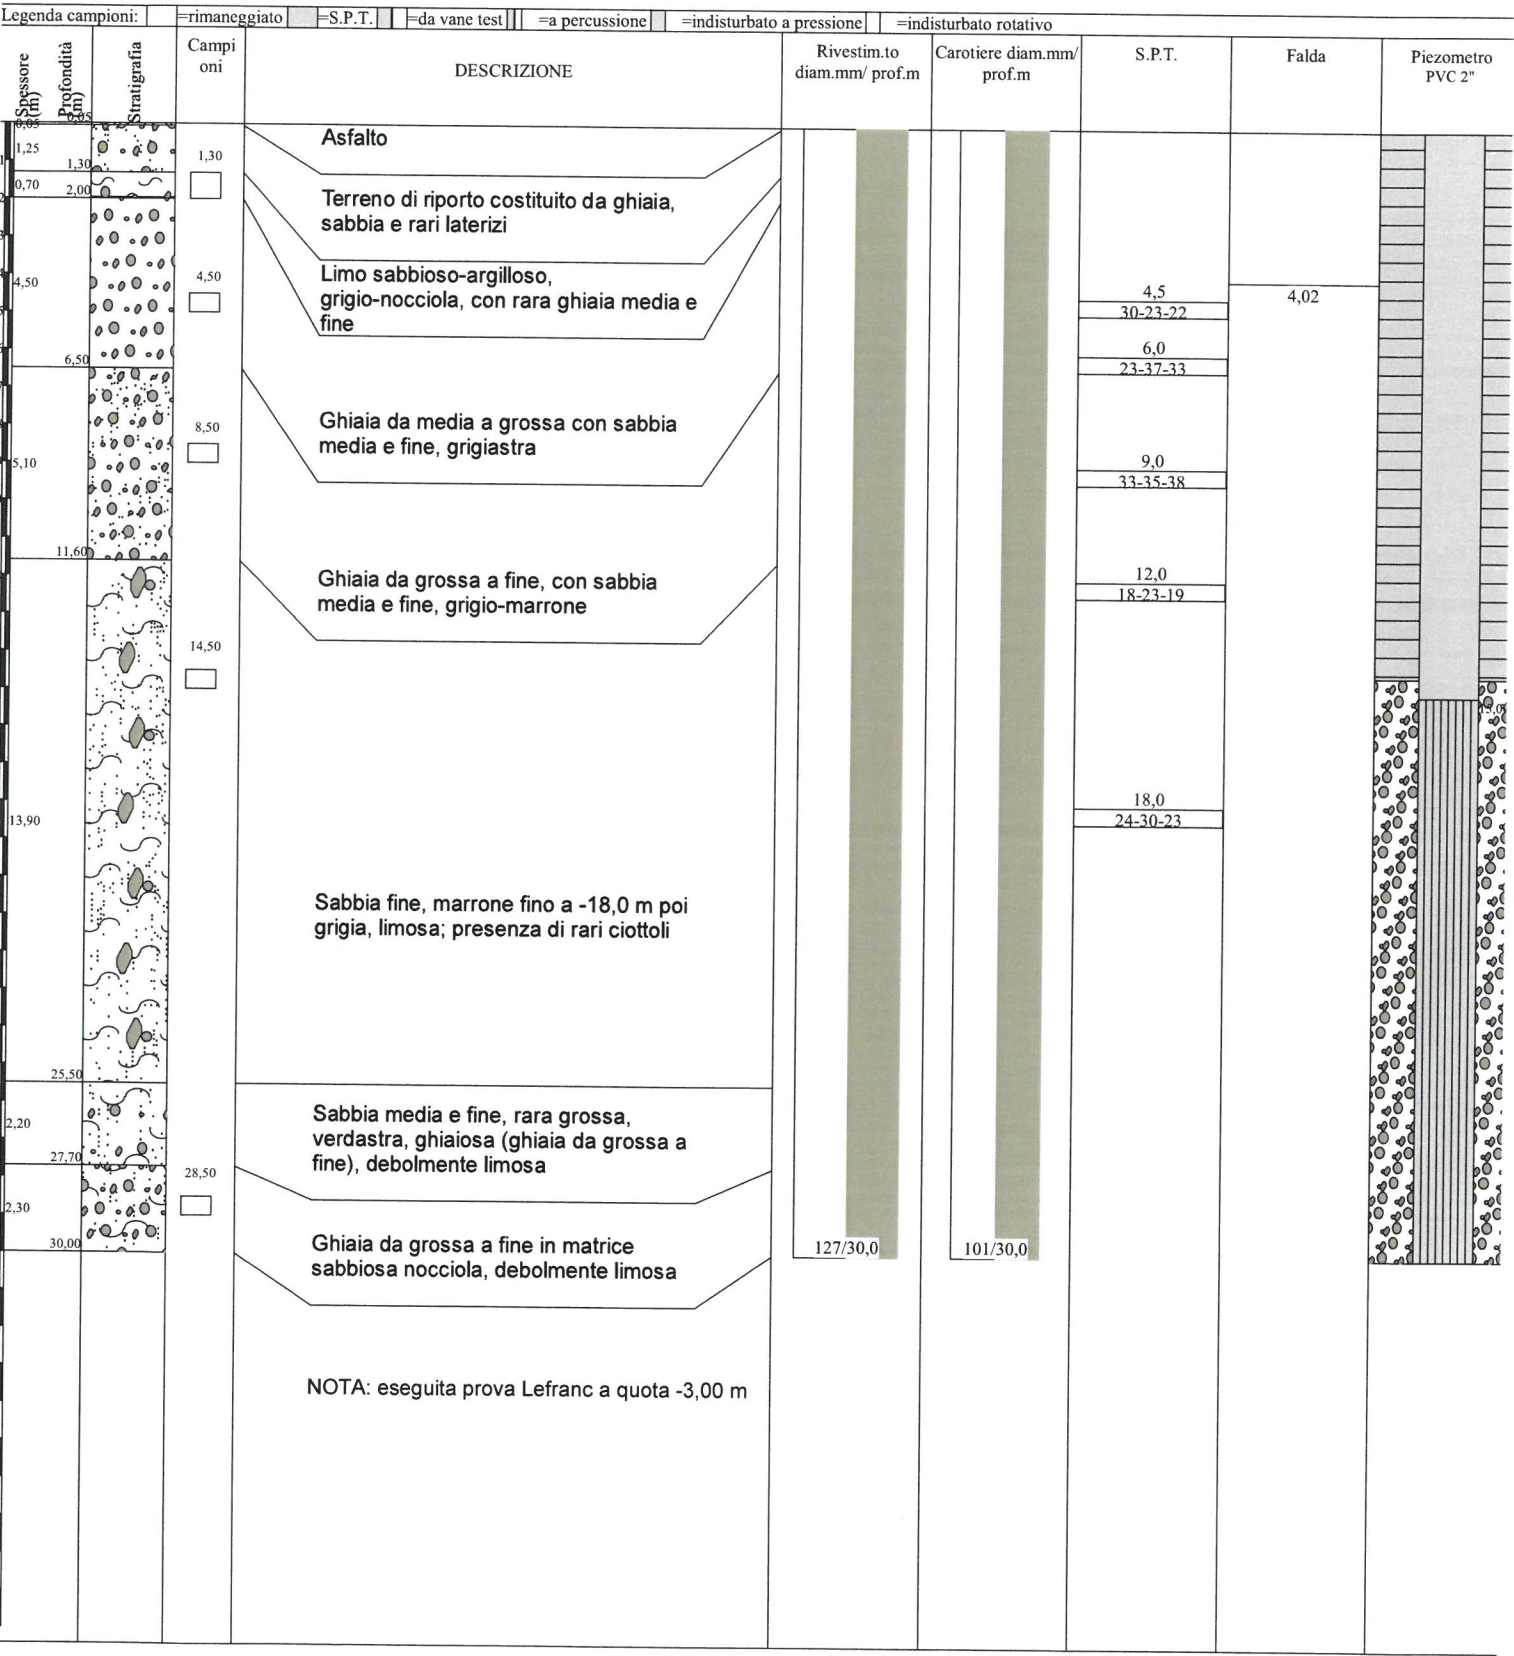 Legenda campioni: =rimaneggiato =S.P.T. =da vane test =a percussione =indisturbato a pressione =indisturbato rotativo
Spessore (m)
Profondità (m)
Stratigrafia
Campi
oni
DESCRIZIONE
Rivestim.to
diam.mm/ prof.m
Carotiere diam.mm/
prof.m
S.P.T.
Falda
Piezometro
PVC 2"
0,05
0,05
Asfalto
1,25
1,30
1,30
0,70
2,00
Terreno di riporto costituito da ghiaia,
sabbia e rari laterizi
4,50
4,50
Limo sabbioso-argilloso,
grigio-nocciola, con rara ghiaia media e
fine
4,5
30-23-22
4,02
6,0
23-37-33
6,50
Ghiaia da media a grossa con sabbia
media e fine, grigiastra
8,50
5,10
9,0
33-35-38
11,60
Ghiaia da grossa a fine, con sabbia
media e fine, grigio-marrone
12,0
18-23-19
14,50
15,0
13,90
18,0
24-30-23
Sabbia fine, marrone fino a -18,0 m poi
grigia, limosa; presenza di rari ciottoli
25,50
2,20
Sabbia media e fine, rara grossa,
verdastra, ghiaiosa (ghiaia da grossa a
fine), debolmente limosa
27,70
28,50
2,30
30,00
Ghiaia da grossa a fine in matrice
sabbiosa nocciola, debolmente limosa
127/30,0
101/30,0
NOTA: eseguita prova Lefranc a quota -3,00 m